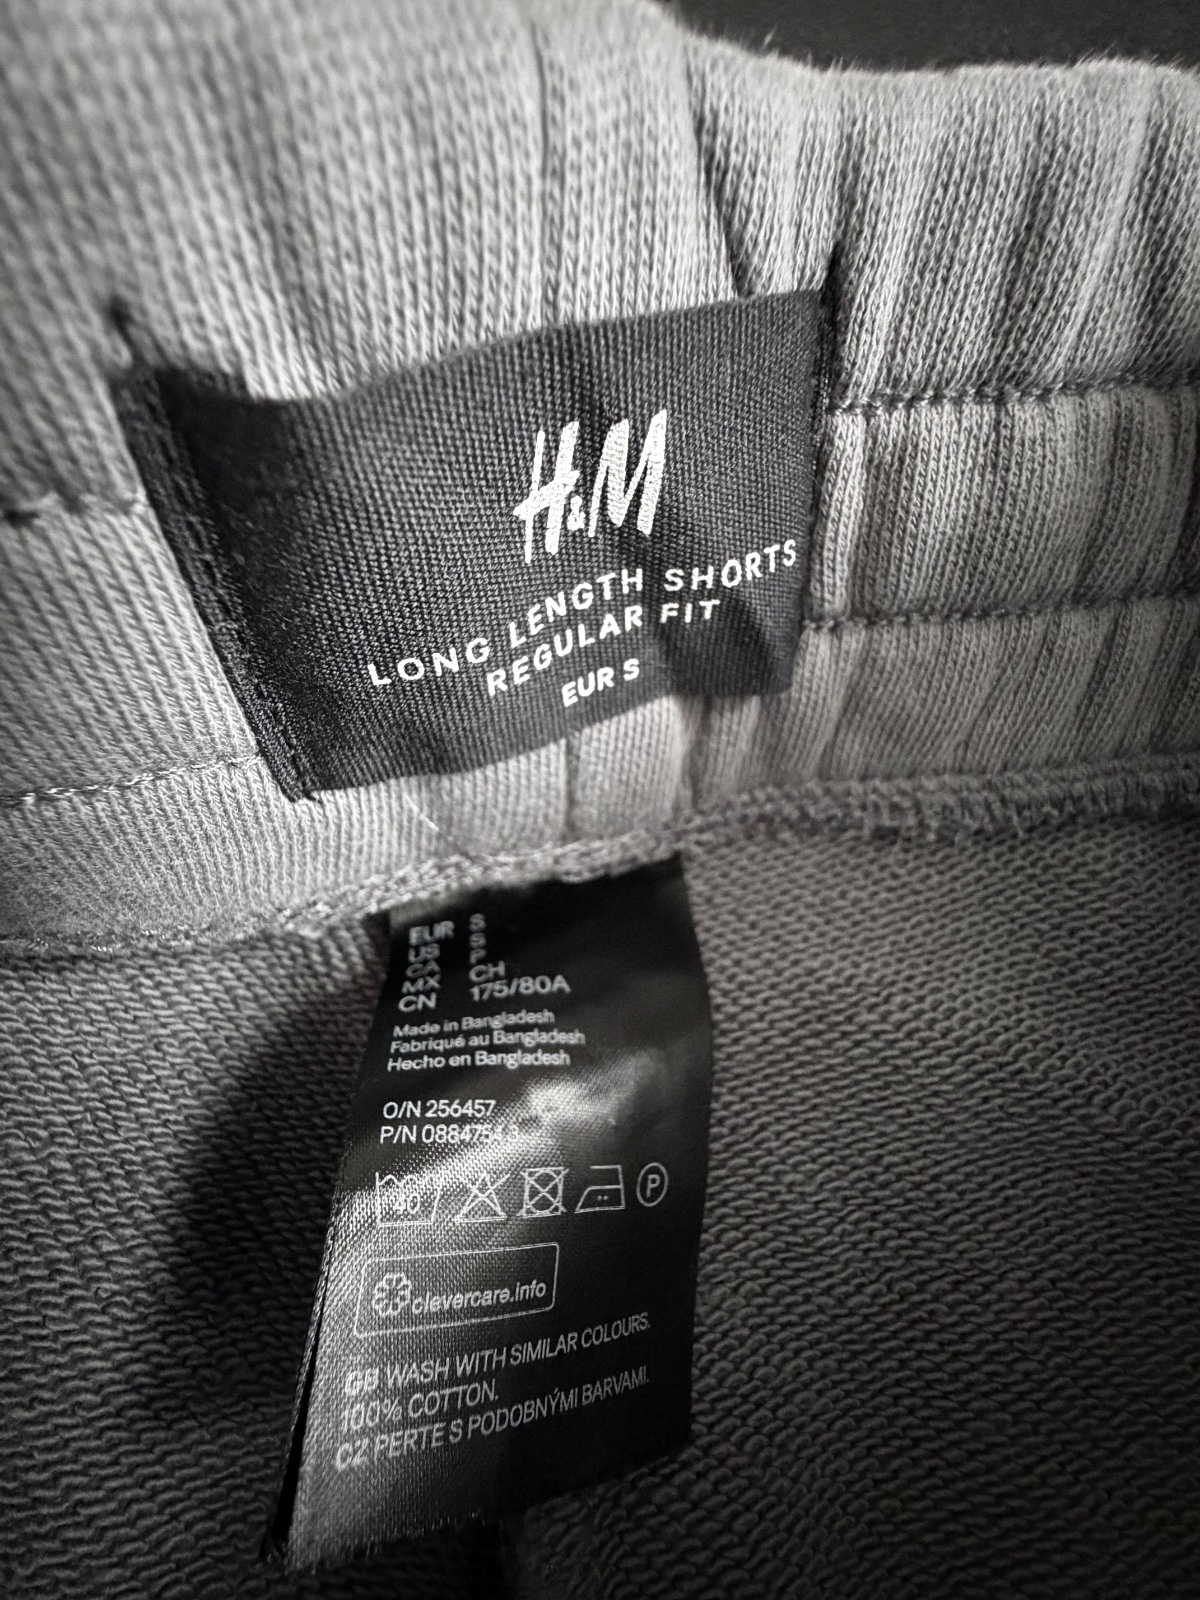 H&M
LONG LENGTH SHORTS
REGULAR FIT
EUR S
EUR S
US S
CA P
MX CH
CN 175/80A
Made in Bangladesh
Fabriqué au Bangladesh
Hecho en Bangladesh
O/N 256457
P/N
40
P
clevercare.info
GB WASH WITH SIMILAR COLOURS.
100% COTTON.
CZ PERTE S PODOBNÝMI BARVAMI.